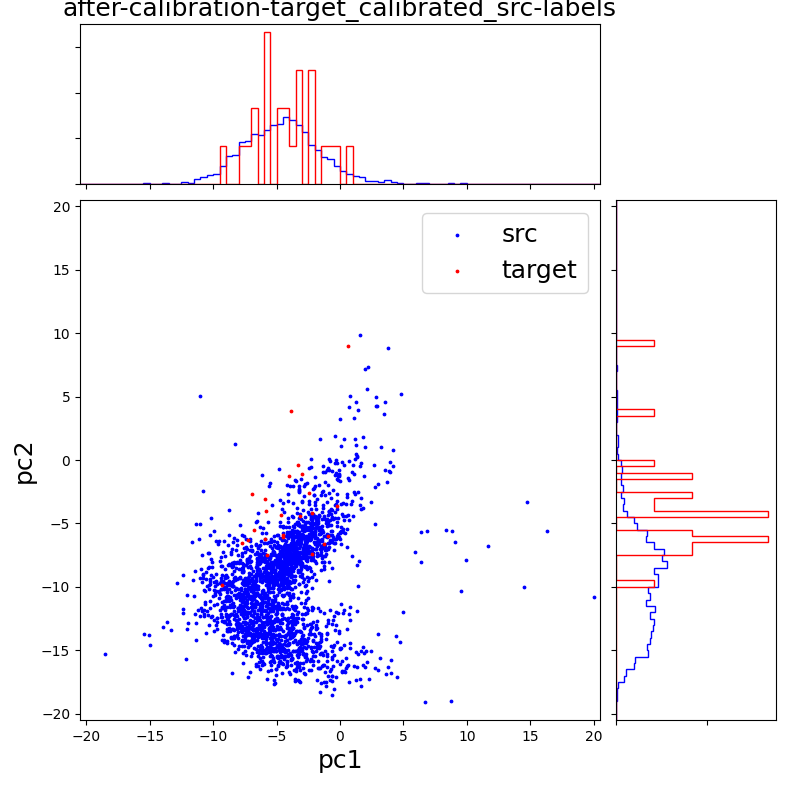 after-calibration-target_calibrated_src-labels
src
target
20
15
10
5
0
−5
−10
−15
−20
pc2
−20 −15 −10 −5 0 5 10 15 20
pc1